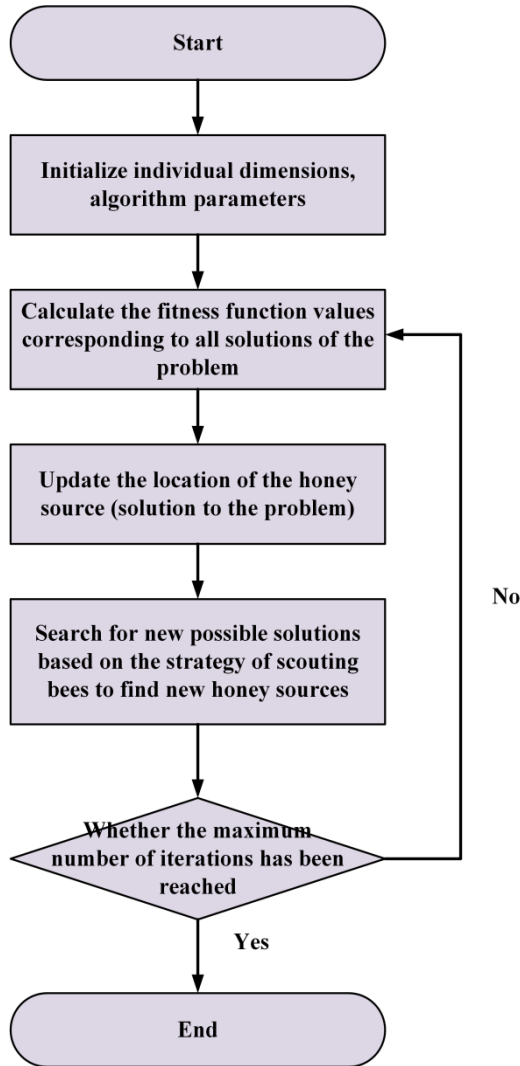 Start
Initialize individual dimensions,
algorithm parameters
Calculate the fitness function values
corresponding to all solutions of the
problem
Update the location of the honey
source (solution to the problem)
Search for new possible solutions
based on the strategy of scouting
bees to find new honey sources
No
Whether the maximum
number of iterations has been
reached
Yes
End